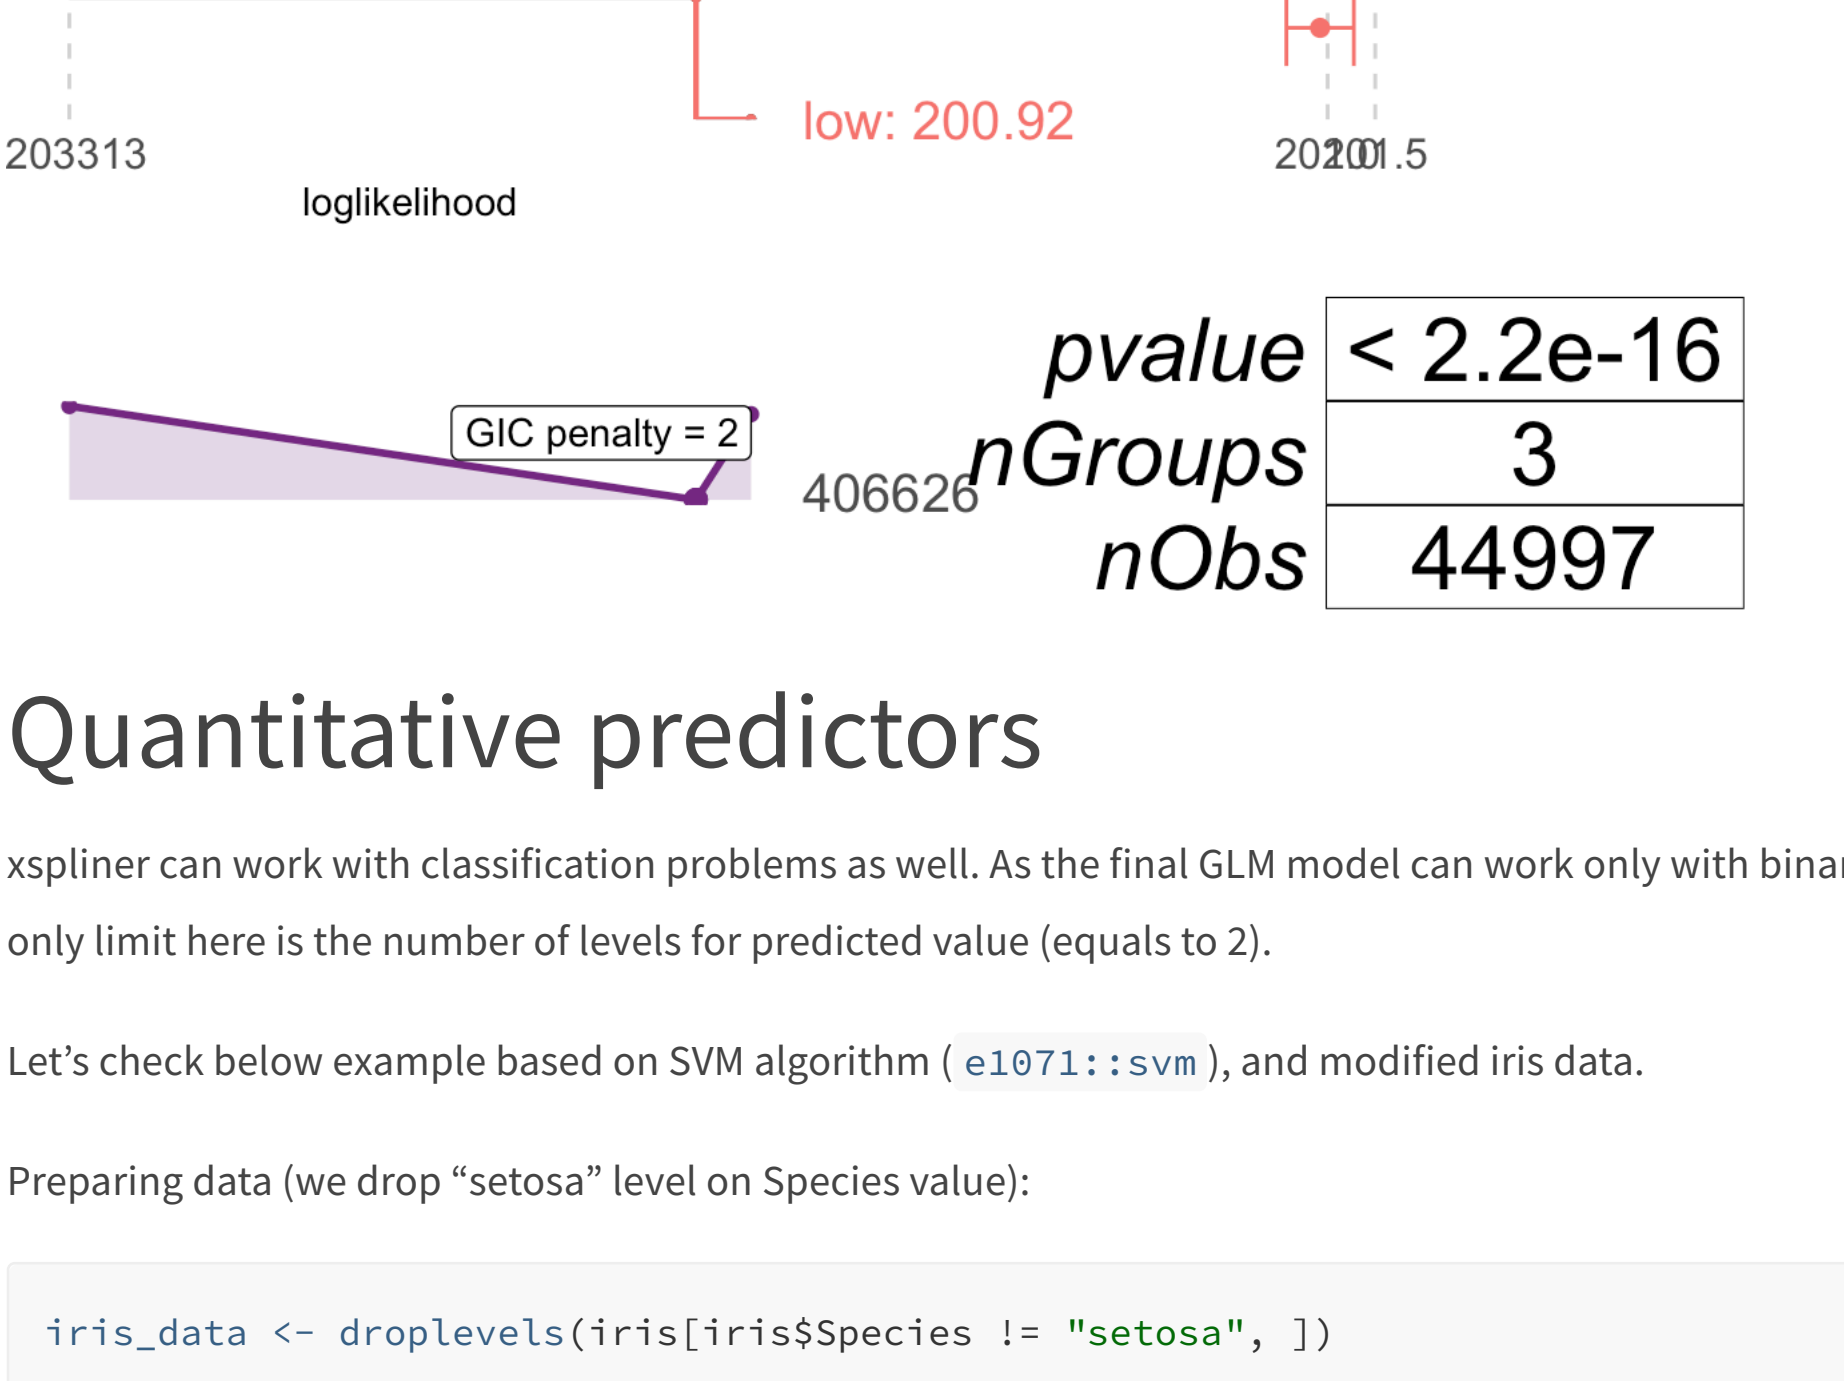 low: 200.92
203313
201.0
201.5
loglikelihood
pvalue < 2.2e-16
GIC penalty = 2
nGroups 3
406626
nObs 44997
Quantitative predictors
xspliner can work with classification problems as well. As the final GLM model can work only with
only limit here is the number of levels for predicted value (equals to 2).
Let’s check below example based on SVM algorithm ( e1071::svm ), and modified iris data.
Preparing data (we drop “setosa” level on Species value):
iris_data <- droplevels(iris[iris$Species != "setosa", ])